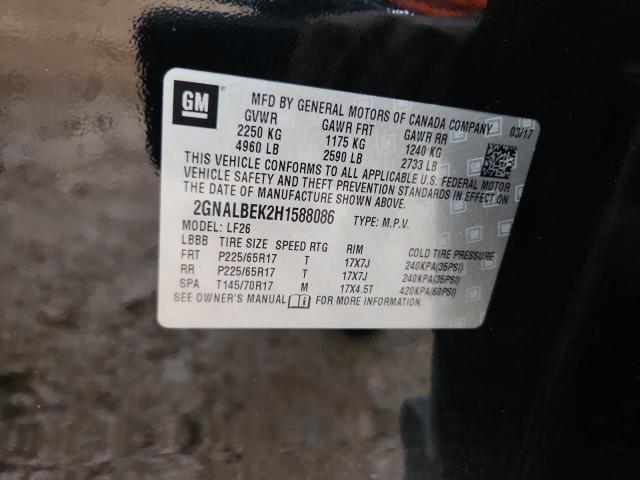 GM
MFD BY GENERAL MOTORS OF CANADA COMPANY 03/17
GVWR GAWR FRT GAWR RR
2250 KG 1175 KG 1240 KG
4960 LB 2590 LB 2733 LB
THIS VEHICLE CONFORMS TO ALL APPLICABLE U.S. FEDERAL MOTOR
VEHICLE SAFETY AND THEFT PREVENTION STANDARDS IN EFFECT ON
THE DATE OF MANUFACTURE SHOWN ABOVE.
2GNALBEK2H1588086 TYPE: M.P.V.
MODEL: LF26
LBBB TIRE SIZE SPEED RTG RIM COLD TIRE PRESSURE
FRT P225/65R17 T 17X7J 240KPA(35PSI)
RR P225/65R17 T 17X7J 240KPA(35PSI)
SPA T145/70R17 M 17X4.5T 420KPA(60PSI)
SEE OWNER'S MANUAL FOR MORE INFORMATION.